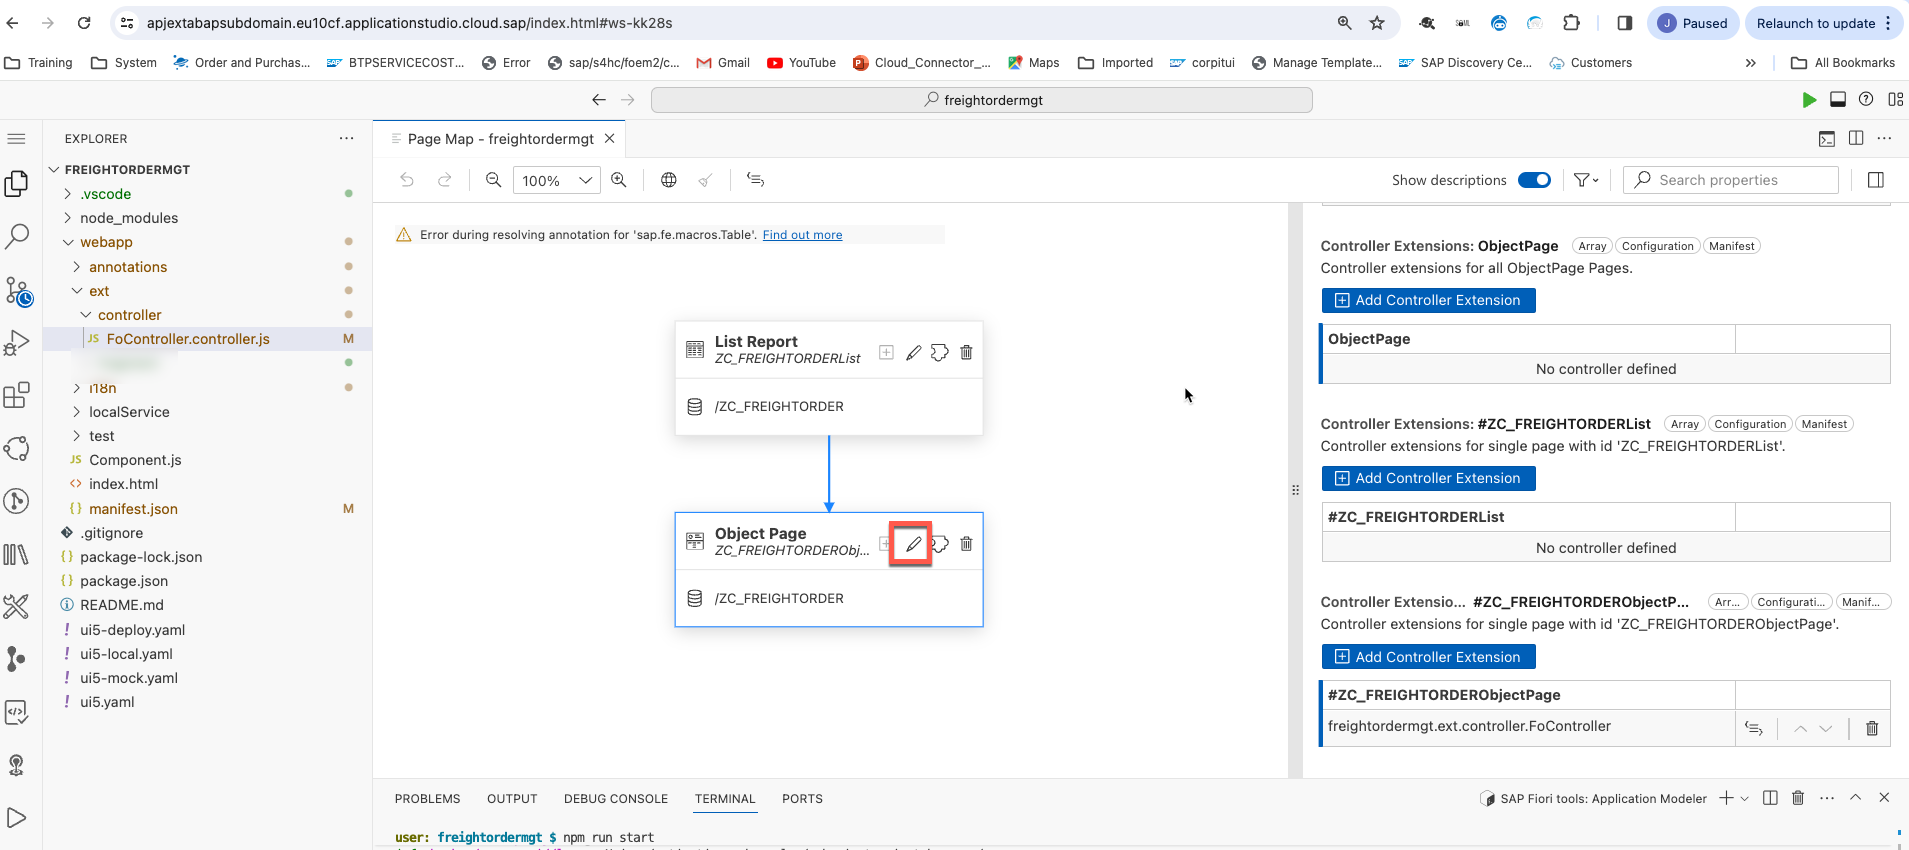 apjextabapsubdomain.eu10cf.applicationstudio.cloud.sap/index.html#ws-kk28s
J Paused
Relaunch to update
Training
System
Order and Purchas...
SAP BTPSERVICECOST...
Error
sap/s4hc/foem2/c...
Gmail
YouTube
Cloud_Connector_...
Maps
Imported
SAP corpitui
Manage Template...
SAP SAP Discovery Ce...
Customers
All Bookmarks
freightordermgt
EXPLORER
FREIGHTORDERMGT
.vscode
node_modules
webapp
annotations
ext
controller
JS FoController.controller.js M
i18n
localService
test
JS Component.js
<> index.html
{} manifest.json M
.gitignore
{} package-lock.json
{} package.json
README.md
! ui5-deploy.yaml
! ui5-local.yaml
! ui5-mock.yaml
! ui5.yaml
Page Map - freightordermgt
100%
Show descriptions
Search properties
Error during resolving annotation for 'sap.fe.macros.Table'. Find out more
List Report
ZC_FREIGHTORDERList
/ZC_FREIGHTORDER
Object Page
ZC_FREIGHTORDERObj...
/ZC_FREIGHTORDER
Controller Extensions: ObjectPage Array Configuration Manifest
Controller extensions for all ObjectPage Pages.
Add Controller Extension
ObjectPage
No controller defined
Controller Extensions: #ZC_FREIGHTORDERList Array Configuration Manifest
Controller extensions for single page with id 'ZC_FREIGHTORDERList'.
Add Controller Extension
#ZC_FREIGHTORDERList
No controller defined
Controller Extensio... #ZC_FREIGHTORDERObjectP... Arr... Configurati... Manif...
Controller extensions for single page with id 'ZC_FREIGHTORDERObjectPage'.
Add Controller Extension
#ZC_FREIGHTORDERObjectPage
freightordermgt.ext.controller.FoController
PROBLEMS OUTPUT DEBUG CONSOLE TERMINAL PORTS
SAP Fiori tools: Application Modeler
user: freightordermgt $ npm run start